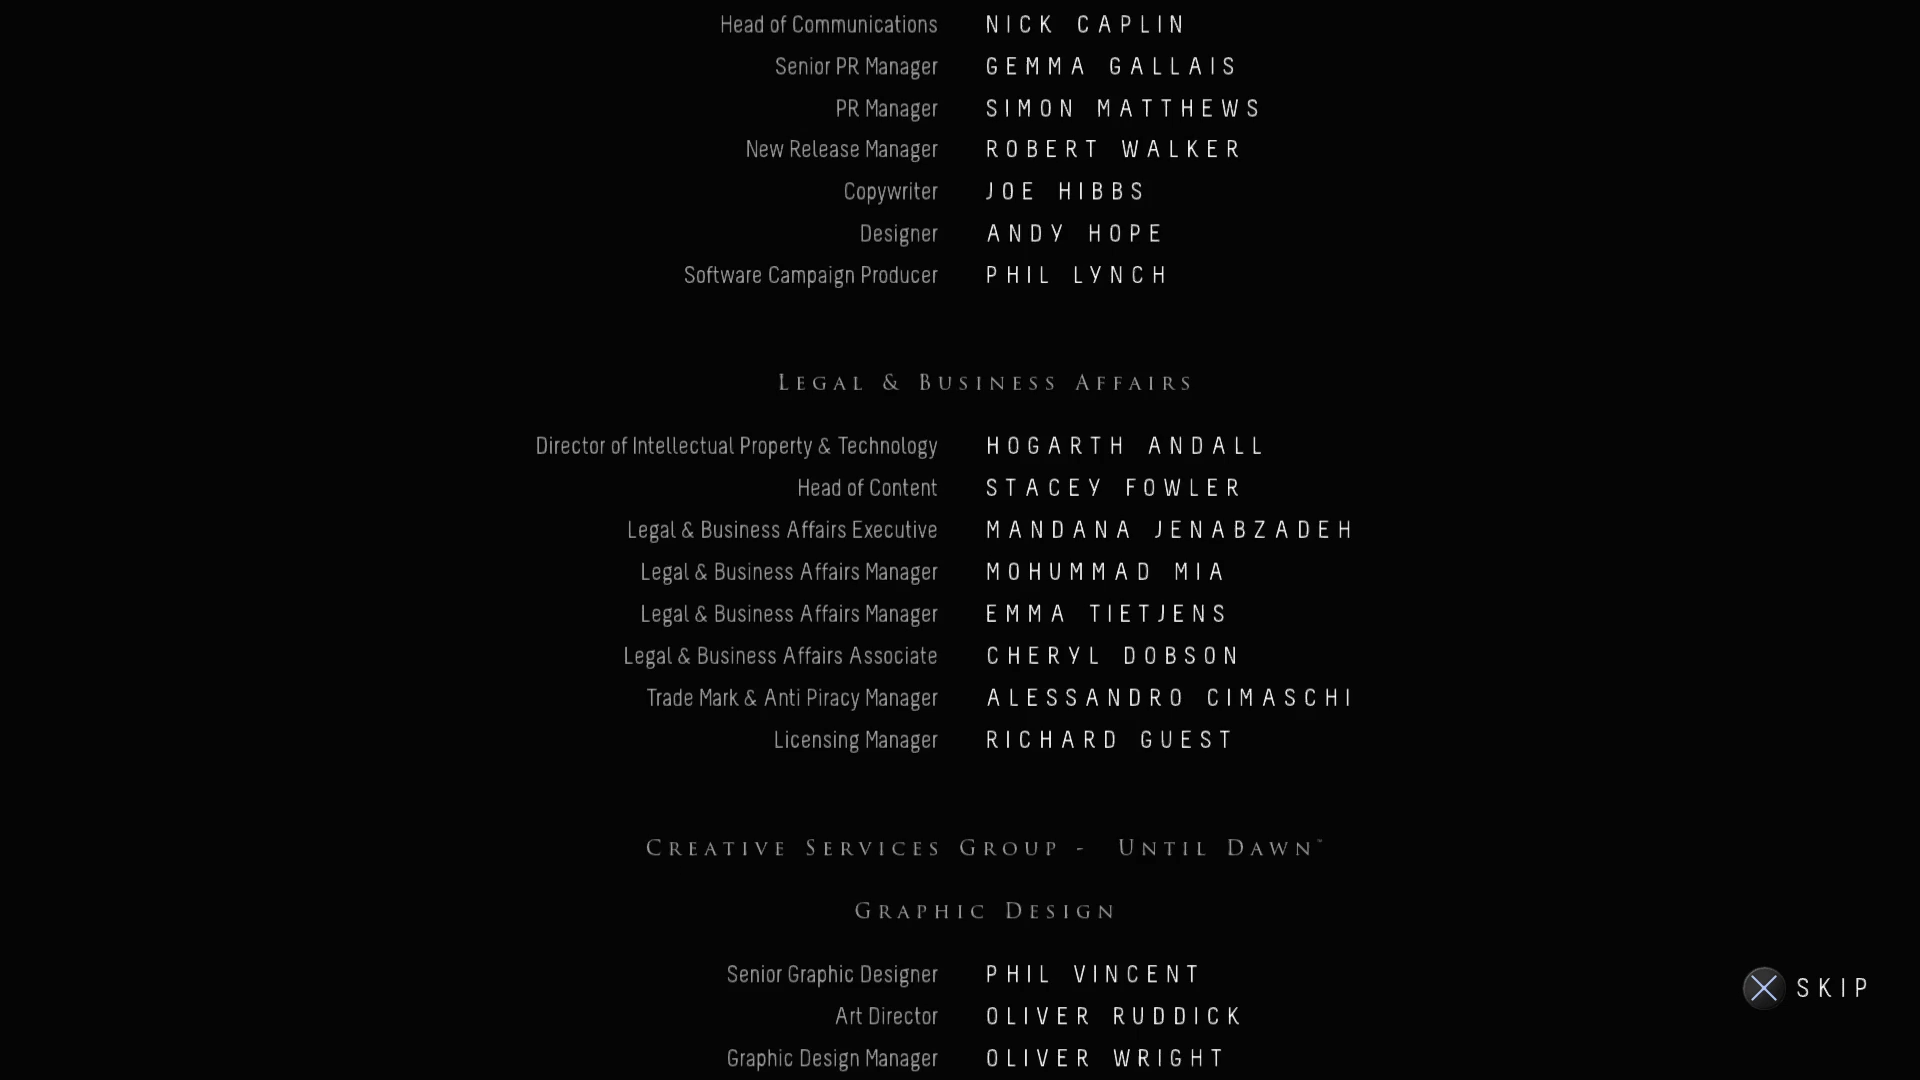 Head of Communications NICK CAPLIN
Senior PR Manager GEMMA GALLAIS
PR Manager SIMON MATTHEWS
New Release Manager ROBERT WALKER
Copywriter JOE HIBBS
Designer ANDY HOPE
Software Campaign Producer PHIL LYNCH
LEGAL & BUSINESS AFFAIRS
Director of Intellectual Property & Technology HOGARTH ANDALL
Head of Content STACEY FOWLER
Legal & Business Affairs Executive MANDANA JENABZADEH
Legal & Business Affairs Manager MOHUMMAD MIA
Legal & Business Affairs Manager EMMA TIETJENS
Legal & Business Affairs Associate CHERYL DOBSON
Trade Mark & Anti Piracy Manager ALESSANDRO CIMASCHI
Licensing Manager RICHARD GUEST
CREATIVE SERVICES GROUP - UNTIL DAWN™
GRAPHIC DESIGN
Senior Graphic Designer PHIL VINCENT
SKIP
Art Director OLIVER RUDDICK
Graphic Design Manager OLIVER WRIGHT